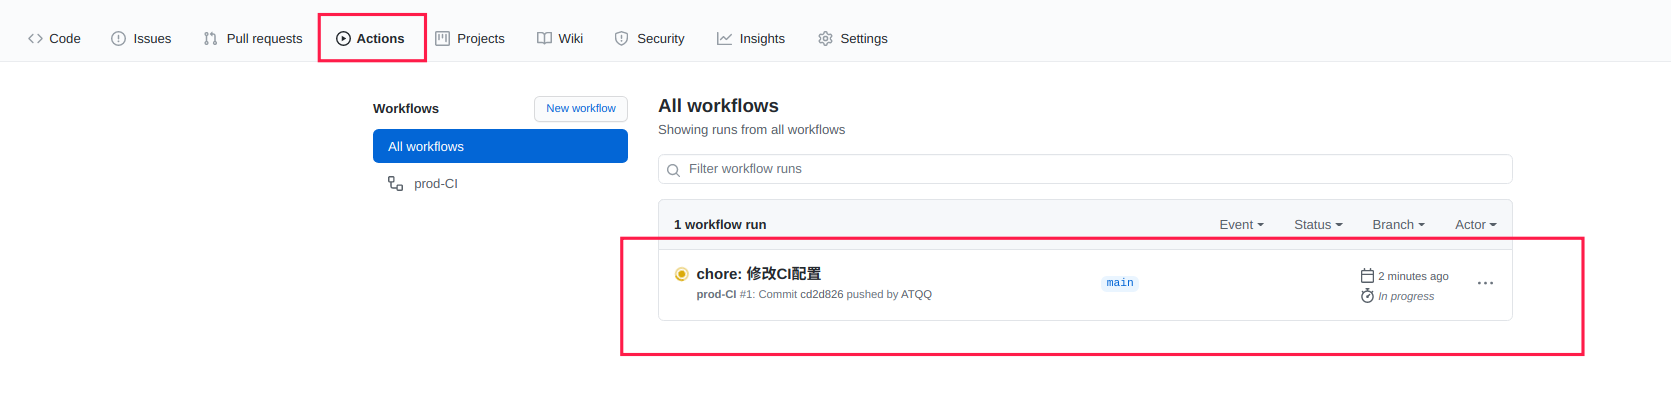 Code Issues Pull requests Actions Projects Wiki Security Insights Settings
Workflows New workflow
All workflows
prod-CI
All workflows
Showing runs from all workflows
Filter workflow runs
1 workflow run Event Status Branch Actor
chore: 修改CI配置
prod-CI #1: Commit cd2d826 pushed by ATQQ
main
2 minutes ago
In progress